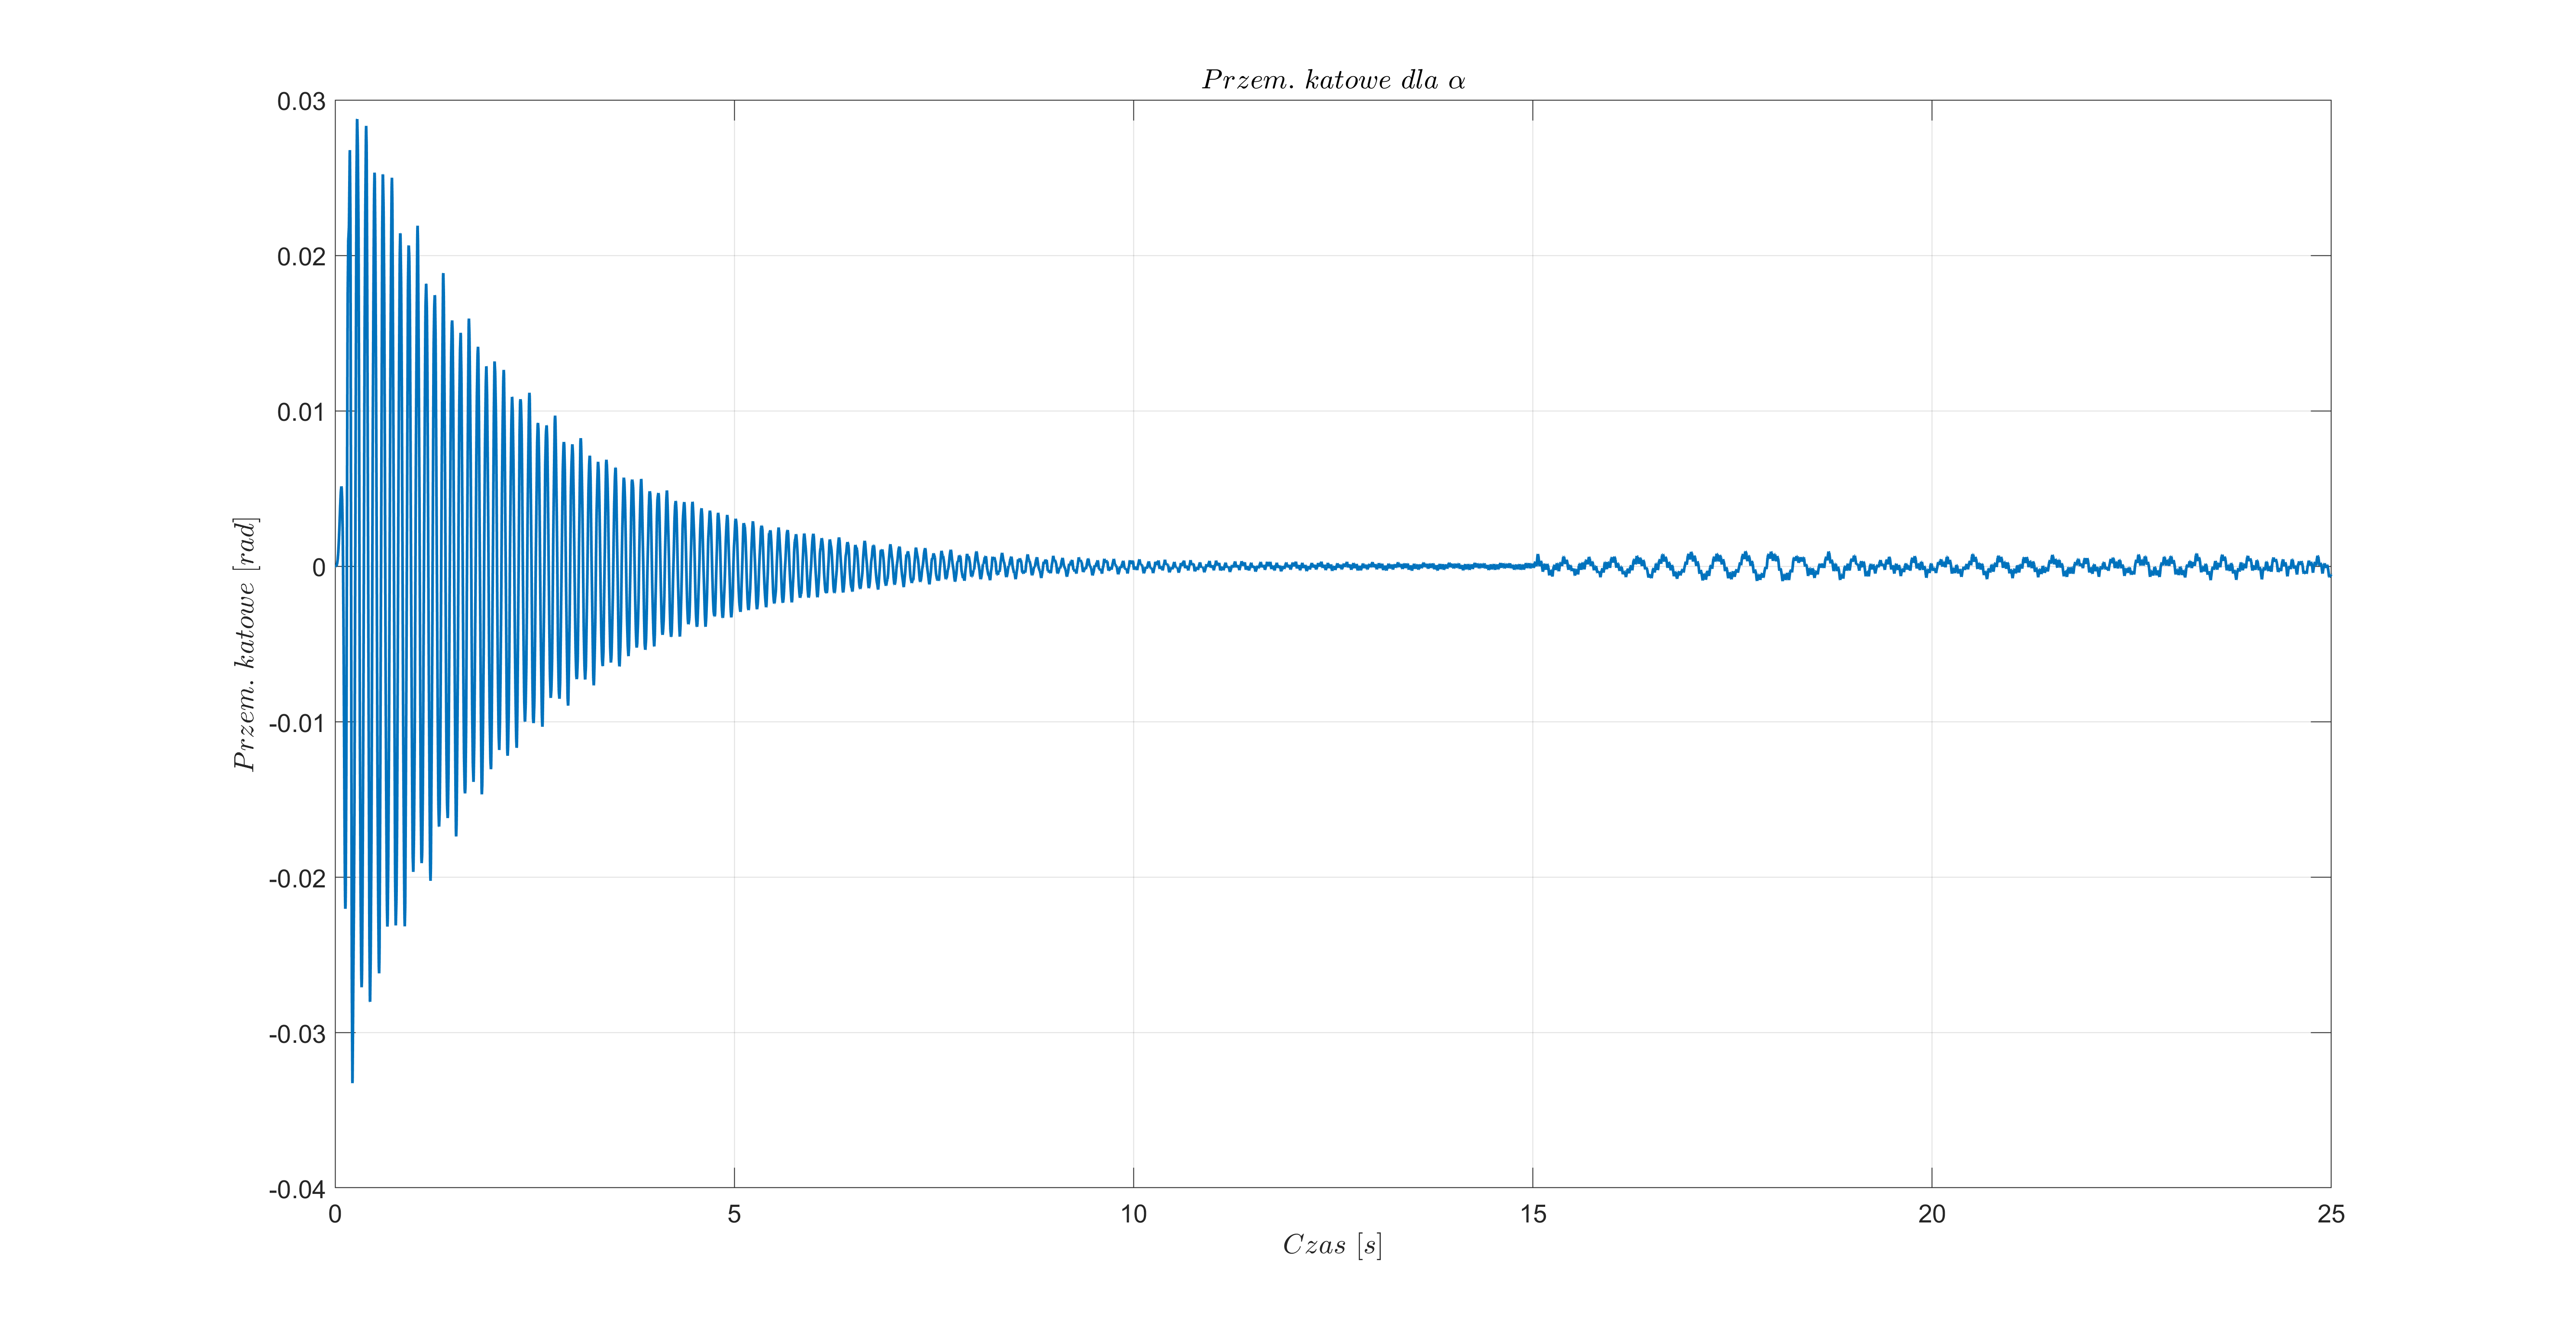 Przem. katowe dla α
0.03
0.02
0.01
0
-0.01
-0.02
-0.03
-0.04
Przem. katowe [rad]
0 5 10 15 20 25
Czas [s]